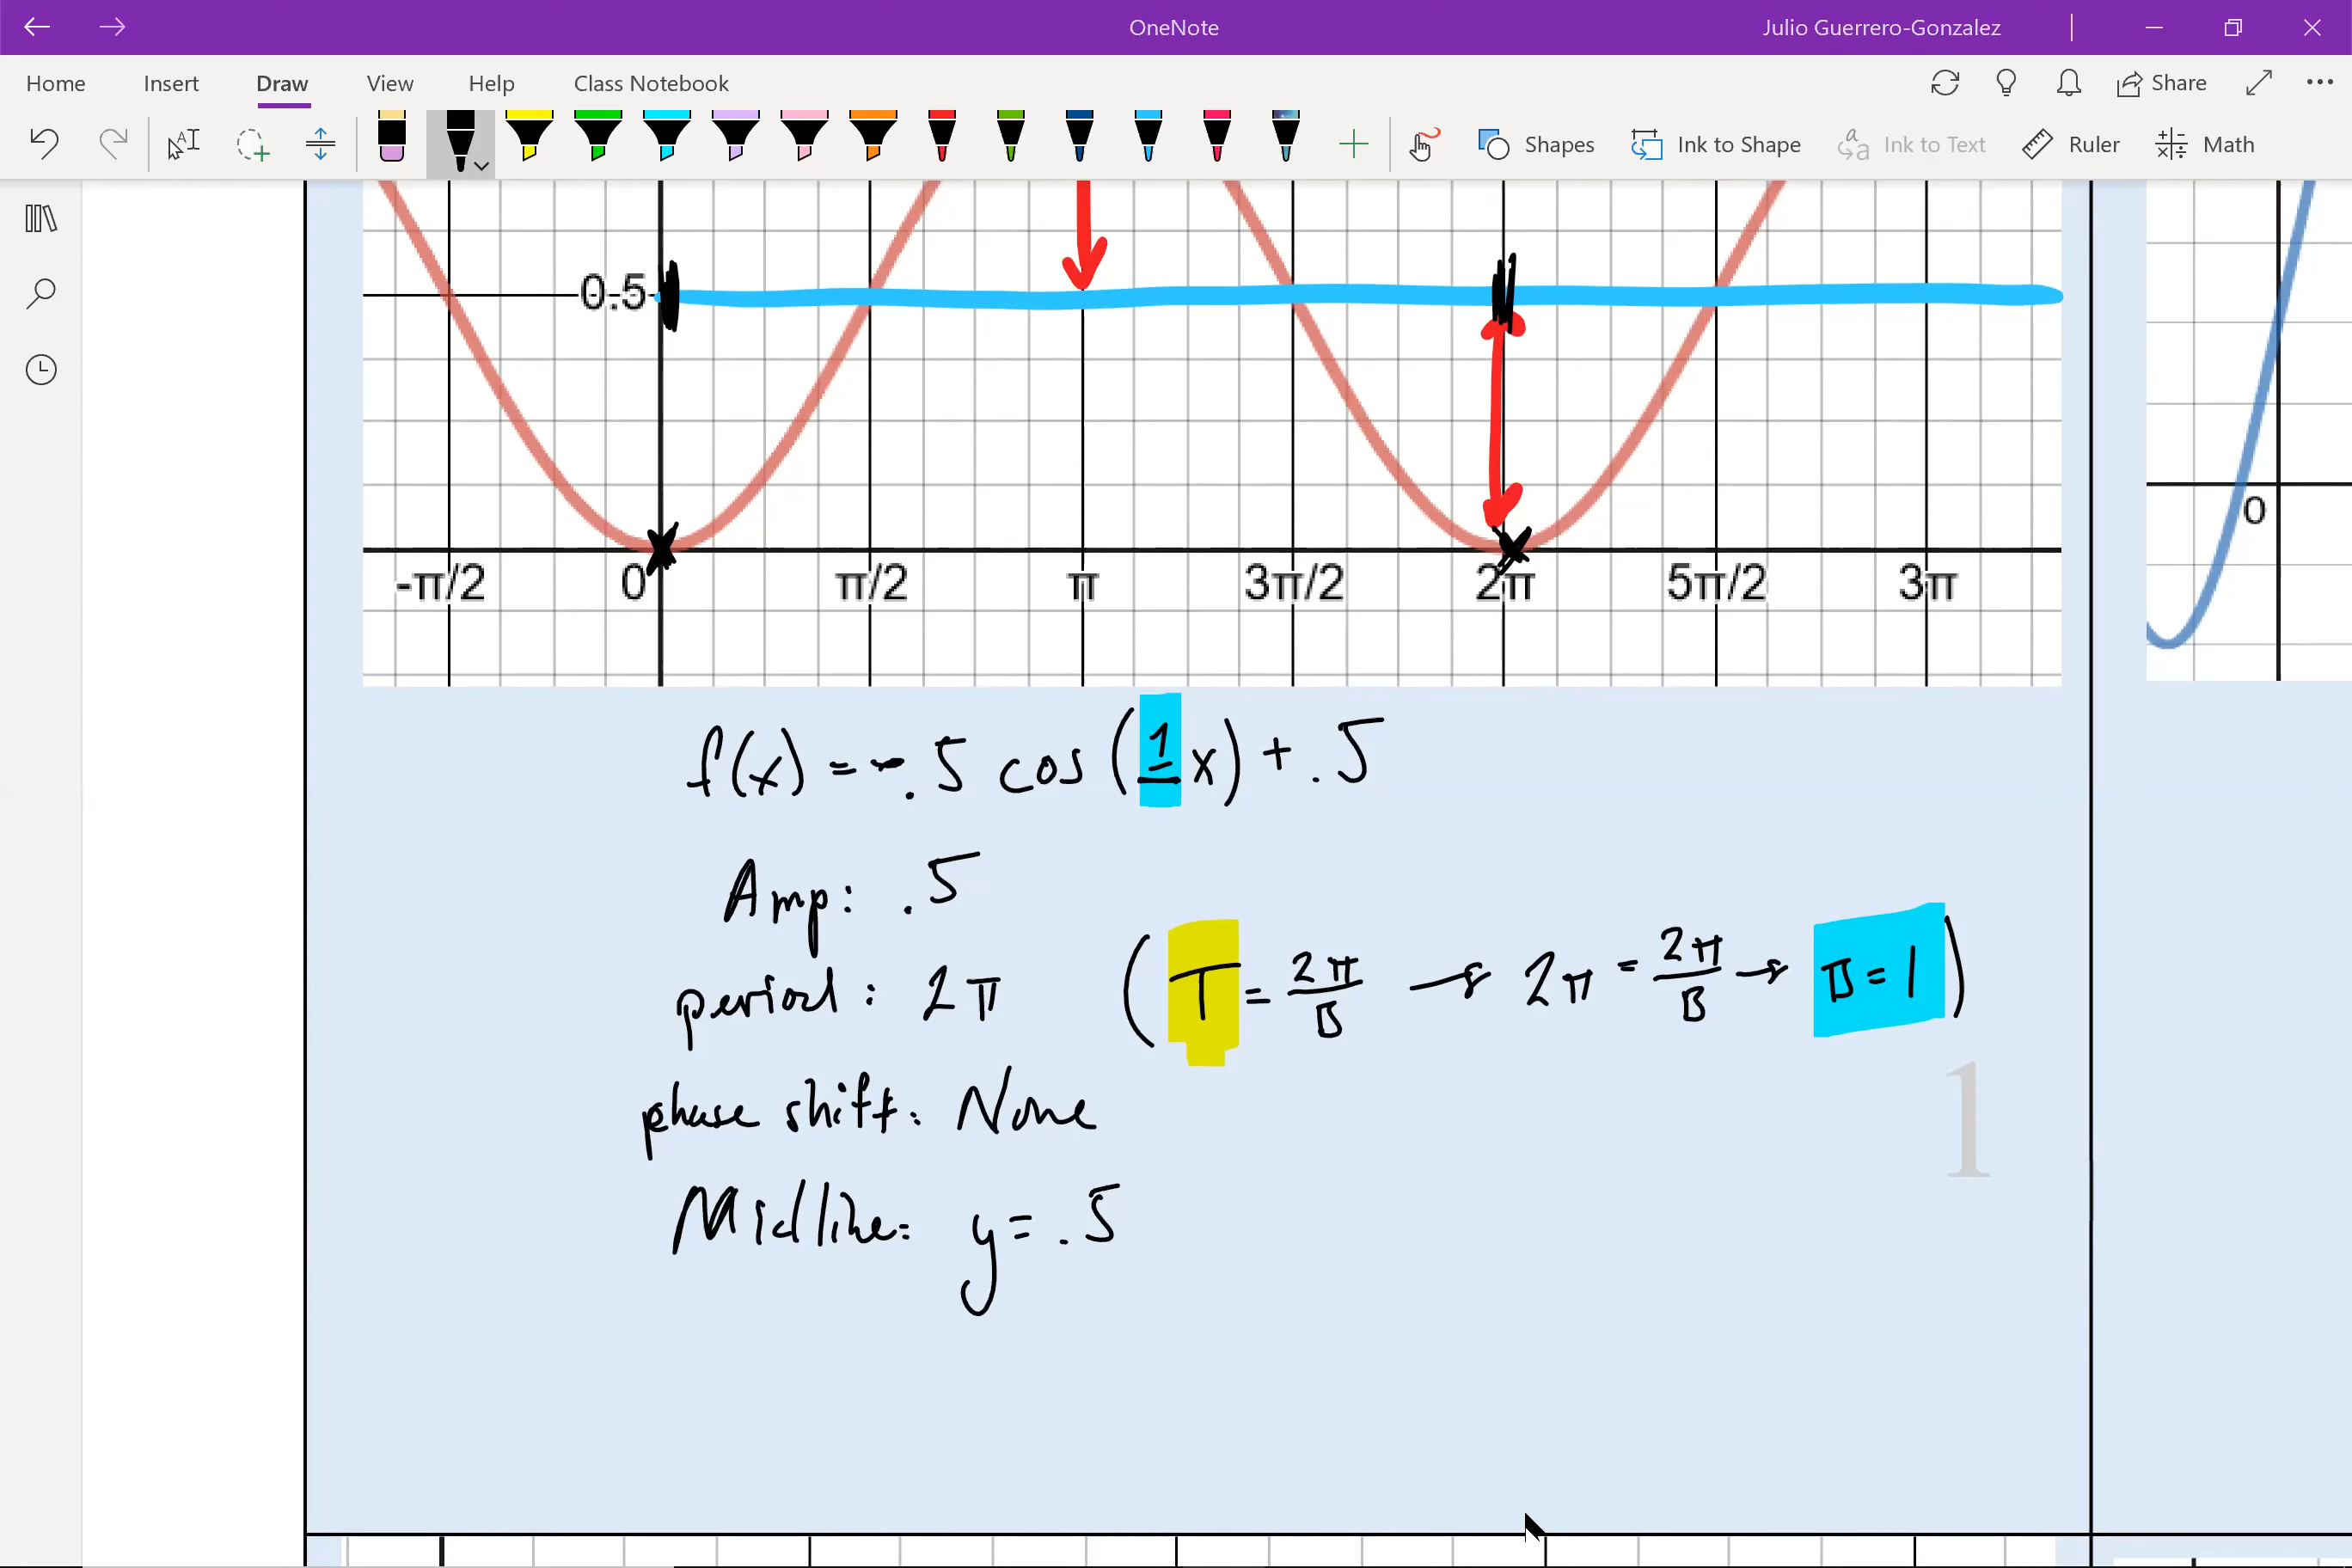 OneNote
Julio Guerrero-Gonzalez
Home Insert Draw View Help Class Notebook Share
Shapes Ink to Shape Ink to Text Ruler Math
0.5
-π/2 0 π/2 π 3π/2 2π 5π/2 3π
0
f(x) = -.5 cos(1x) + .5
Amp: .5
period: 2π (T = 2π/B → 2π = 2π/B → B = 1)
phase shift: None
Midline: y = .5
1